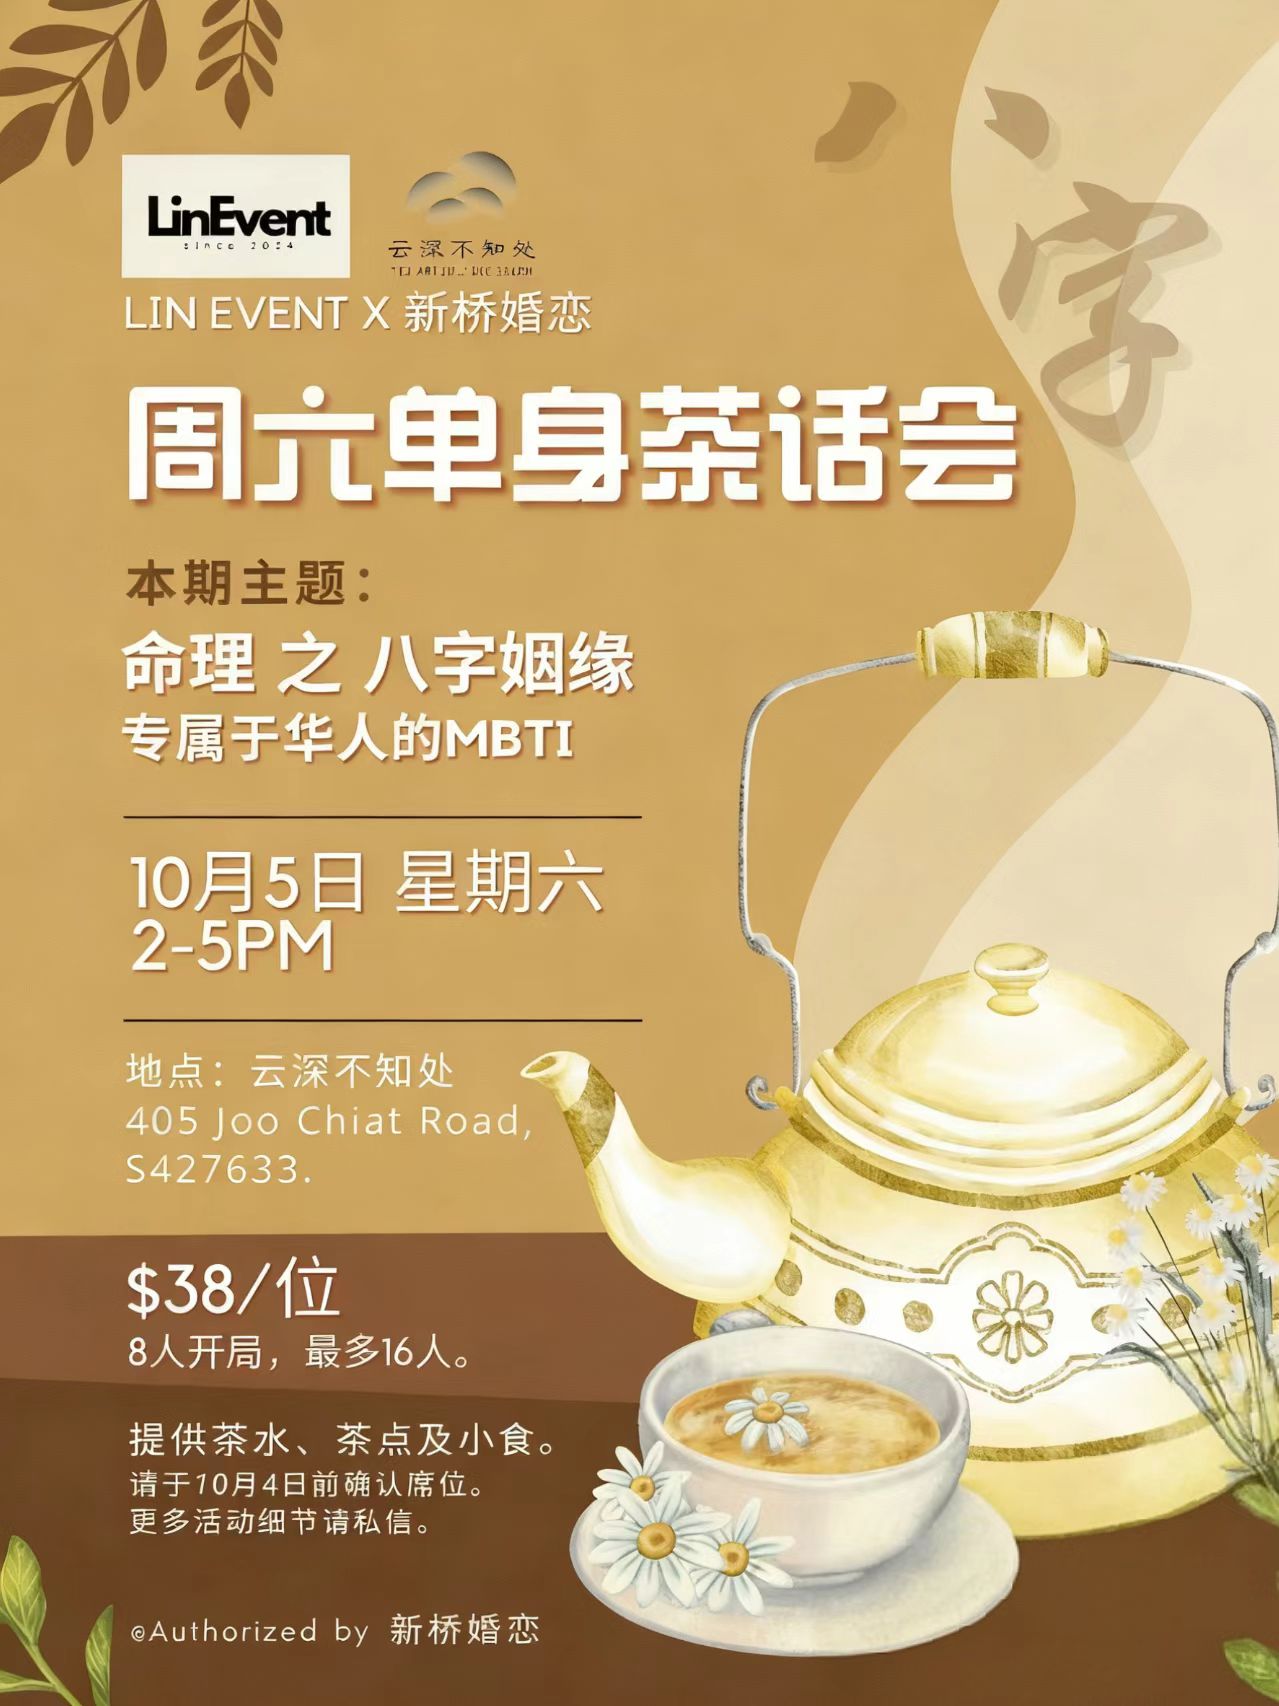 八字
LinEvent
云深不知处
LIN EVENT X 新桥婚恋
周六单身茶话会
本期主题：
命理 之 八字姻缘
专属于华人的MBTI
10月5日 星期六
2-5PM
地点：云深不知处
405 Joo Chiat Road,
S427633.
$38/位
8人开局，最多16人。
提供茶水、茶点及小食。
请于10月4日前确认席位。
更多活动细节请私信。
©Authorized by 新桥婚恋